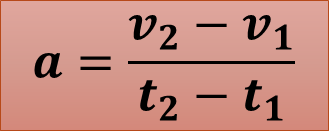 a = (v₂ − v₁) / (t₂ − t₁)